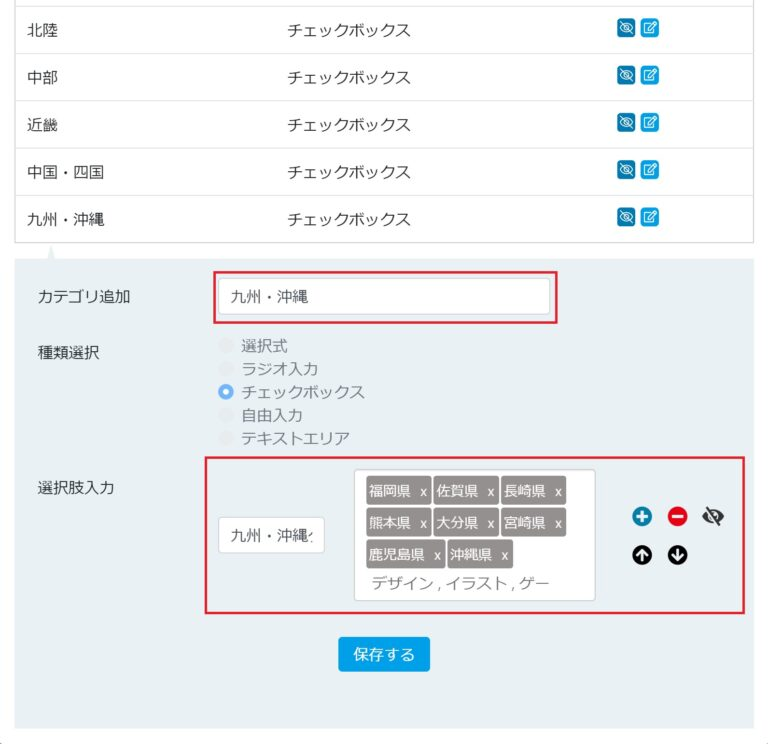 北陸 チェックボックス
中部 チェックボックス
近畿 チェックボックス
中国・四国 チェックボックス
九州・沖縄 チェックボックス
カテゴリ追加 九州・沖縄
種類選択 選択式
ラジオ入力
チェックボックス
自由入力
テキストエリア
選択肢入力
福岡県 x 佐賀県 x 長崎県 x
熊本県 x 大分県 x 宮崎県 x
九州・沖縄
鹿児島県 x 沖縄県 x
デザイン , イラスト , ゲー
保存する